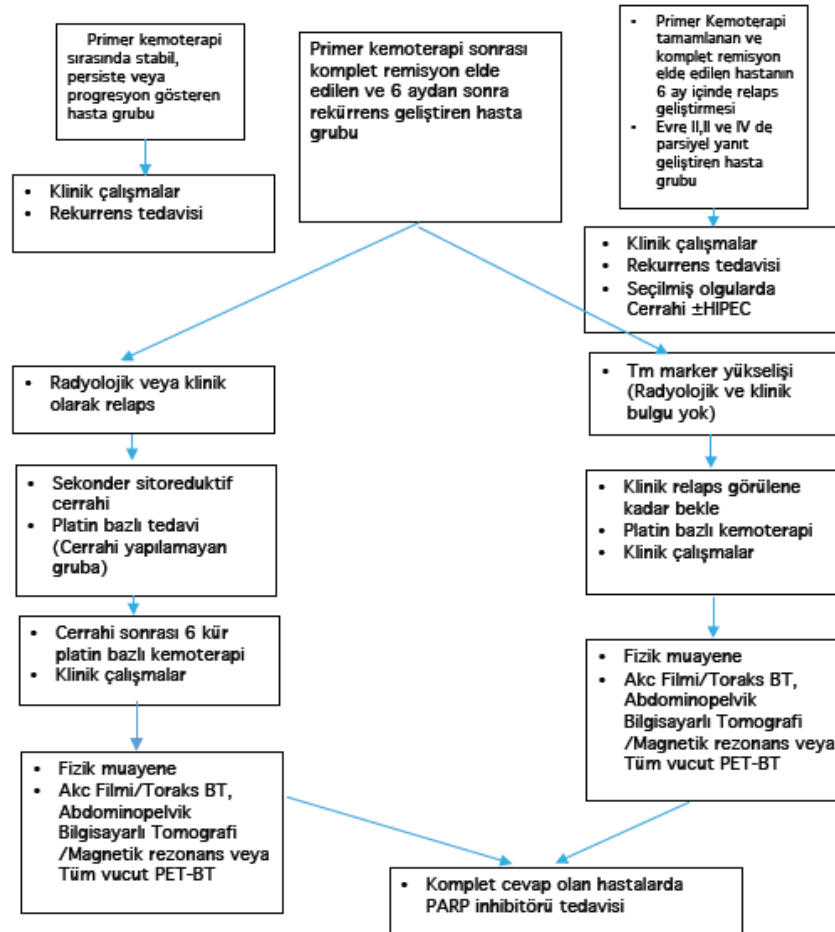 Primer kemoterapi
sırasında stabil,
persiste veya
progresyon gösteren
hasta grubu
Primer kemoterapi sonrası
komplet remisyon elde
edilen ve 6 aydan sonra
rekürrens geliştiren hasta
grubu
• Primer Kemoterapi
tamamlanan ve
komplet remisyon
elde edilen hastanın
6 ay içinde relaps
geliştirmesi
• Evre II,II ve IV de
parsiyel yanıt
geliştiren hasta
grubu
• Klinik çalışmalar
• Rekurrens tedavisi
• Klinik çalışmalar
• Rekurrens tedavisi
• Seçilmiş olgularda
Cerrahi ±HIPEC
• Radyolojik veya klinik
olarak relaps
• Tm marker yükselişi
(Radyolojik ve klinik
bulgu yok)
• Sekonder sitoreduktif
cerrahi
• Platin bazlı tedavi
(Cerrahi yapılamayan
gruba)
• Klinik relaps görülene
kadar bekle
• Platin bazlı kemoterapi
• Klinik çalışmalar
• Cerrahi sonrası 6 kür
platin bazlı kemoterapi
• Klinik çalışmalar
• Fizik muayene
• Akc Filmi/Toraks BT,
Abdominopelvik
Bilgisayarlı Tomografi
/Magnetik rezonans veya
Tüm vucut PET-BT
• Fizik muayene
• Akc Filmi/Toraks BT,
Abdominopelvik
Bilgisayarlı Tomografi
/Magnetik rezonans veya
Tüm vucut PET-BT
• Komplet cevap olan hastalarda
PARP inhibitörü tedavisi